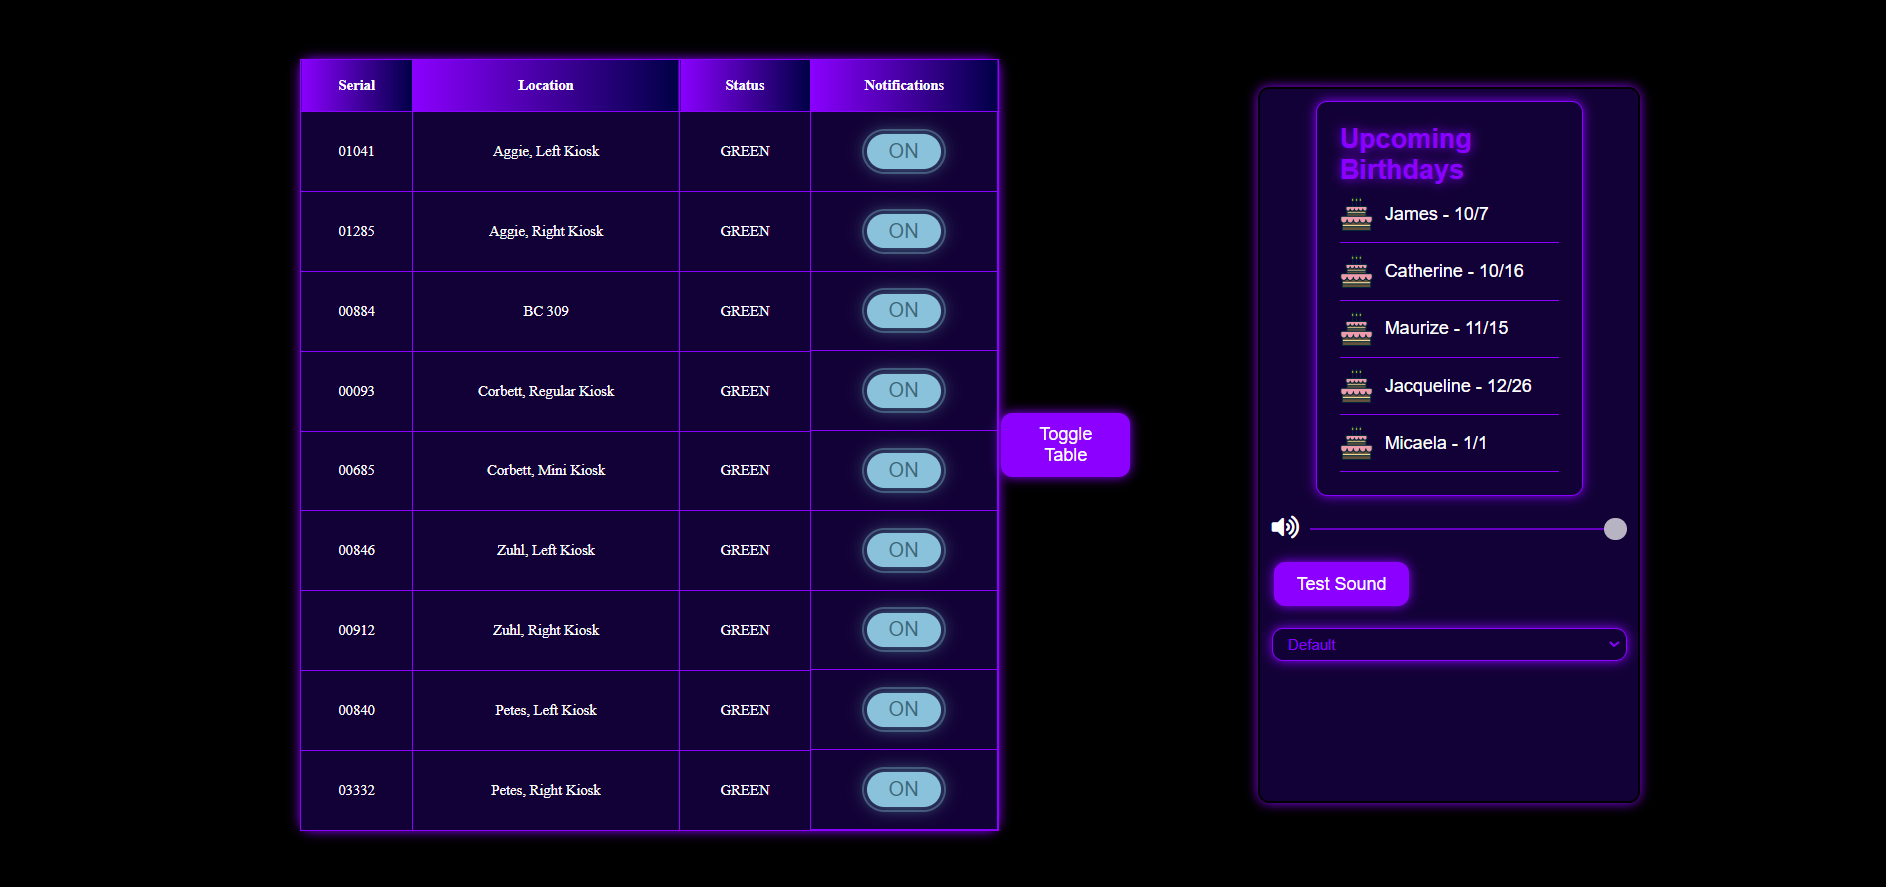 Serial Location Status Notifications
01041 Aggie, Left Kiosk GREEN ON
01285 Aggie, Right Kiosk GREEN ON
00884 BC 309 GREEN ON
00093 Corbett, Regular Kiosk GREEN ON
00685 Corbett, Mini Kiosk GREEN ON
00846 Zuhl, Left Kiosk GREEN ON
00912 Zuhl, Right Kiosk GREEN ON
00840 Petes, Left Kiosk GREEN ON
03332 Petes, Right Kiosk GREEN ON
Toggle
Table
Upcoming
Birthdays
James - 10/7
Catherine - 10/16
Maurize - 11/15
Jacqueline - 12/26
Micaela - 1/1
Test Sound
Default